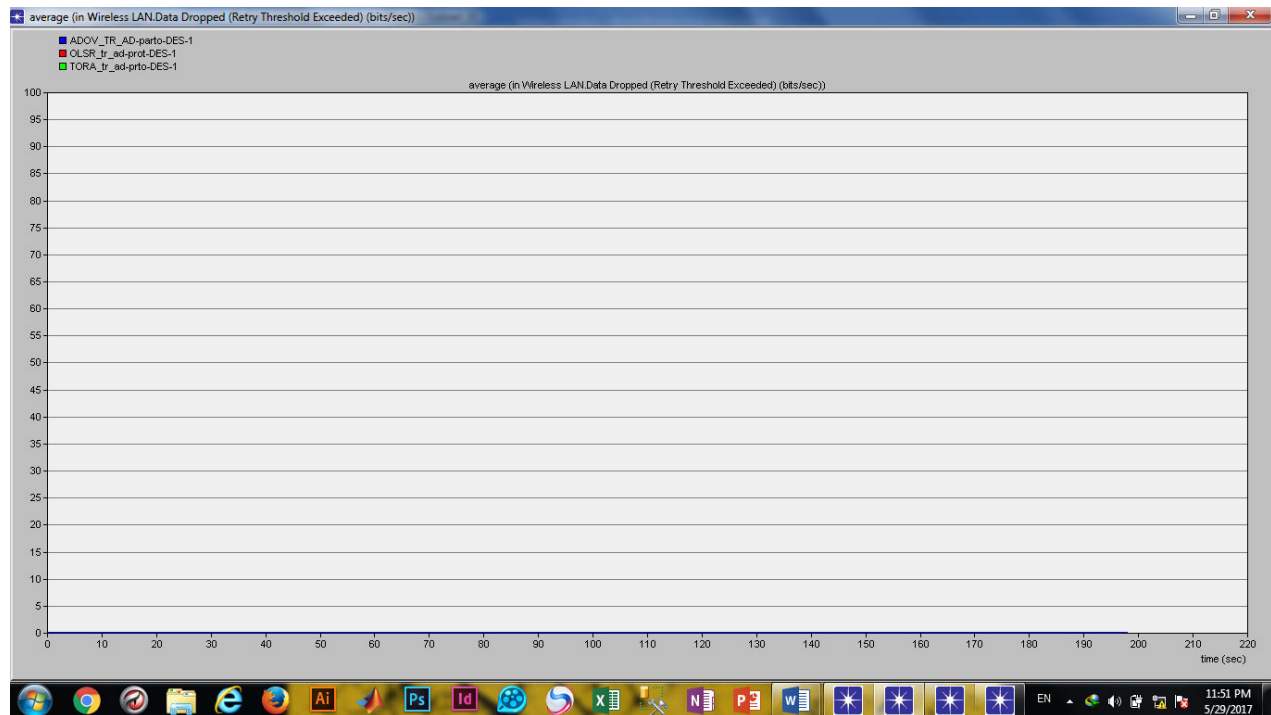 average (in Wireless LAN.Data Dropped (Retry Threshold Exceeded) (bits/sec))
ADOV_TR_AD-parto-DES-1
OLSR_tr_ad-prot-DES-1
TORA_tr_ad-prto-DES-1
average (in Wireless LAN.Data Dropped (Retry Threshold Exceeded) (bits/sec))
100
95
90
85
80
75
70
65
60
55
50
45
40
35
30
25
20
15
10
5
0
0 10 20 30 40 50 60 70 80 90 100 110 120 130 140 150 160 170 180 190 200 210 220
time (sec)
Ai Ps Id X N P W EN 11:51 PM
5/29/2017